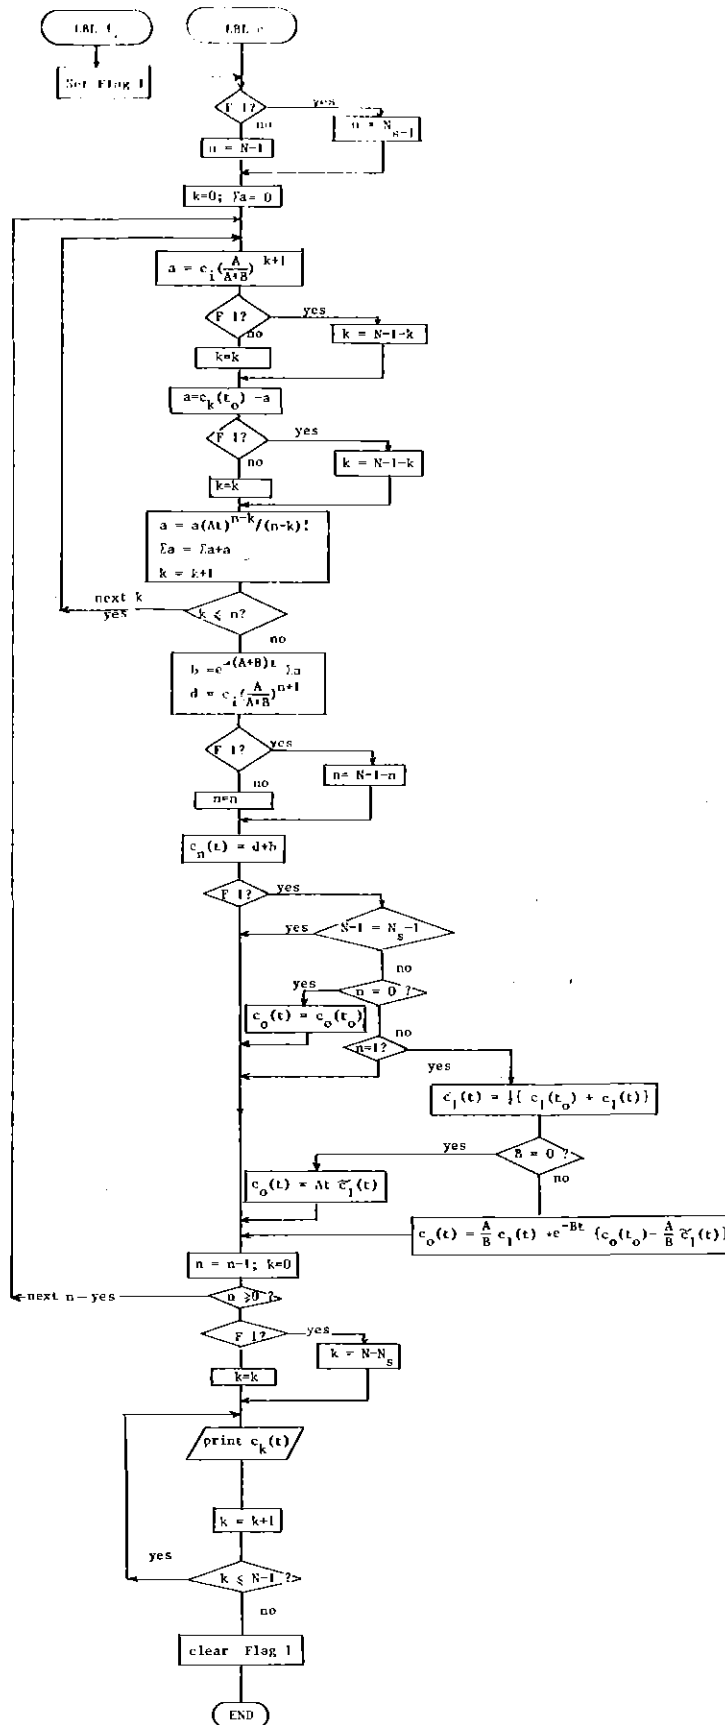 LBL f
LBL c
Set Flag 1
F 1?
yes
no
n = N_{s-1}
n = N-1
k=0; Σa= 0
a = c_i(A/(A+B))^{k+1}
F 1?
yes
no
k = N-1-k
k=k
a=c_k(t_o) -a
F 1?
yes
no
k = N-1-k
k=k
a = a(At)^{n-k}/(n-k)!
Σa = Σa+a
k = k+1
next k
yes
k ≤ n?
no
b =e^{-(A+B)t} Σa
d = c_i(A/(A+B))^{n+1}
F 1?
yes
no
n= N-1-n
n=n
c_n(t) = d+b
F 1?
yes
yes
N-1 = N_s-1
no
yes
n = 0 ?
c_o(t) = c_o(t_o)
no
n=1?
yes
c̄_1(t) = ½{ c_1(t_o) + c_1(t)}
yes
B = 0 ?
no
c_o(t) = At c̄_1(t)
c_o(t) = A/B c_1(t) +e^{-Bt} {c_o(t_o)- A/B c̄_1(t)}
n = n-1; k=0
next n-yes
n ≥0 ?
F 1?
yes
k = N-N_s
k=k
print c_k(t)
k = k+1
yes
k ≤ N-1 ?
no
clear Flag 1
END